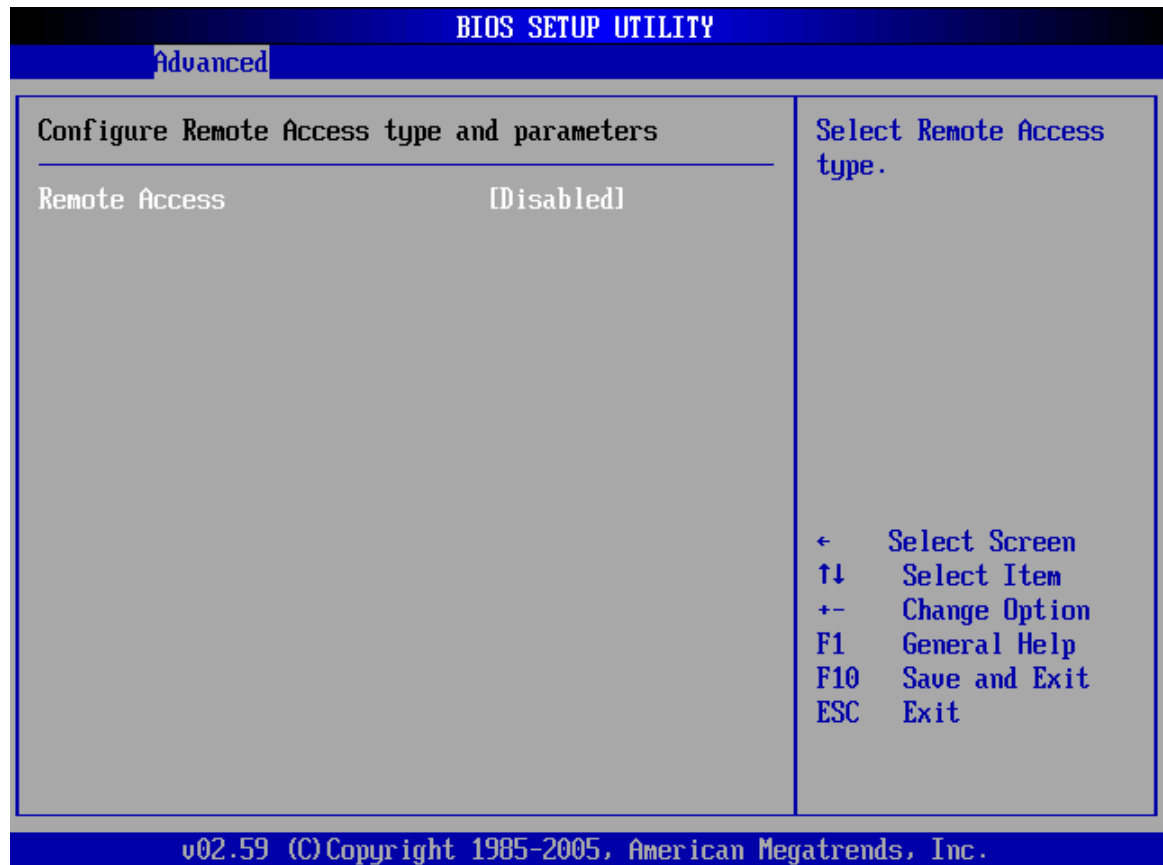 BIOS SETUP UTILITY
Advanced
Configure Remote Access type and parameters
Remote Access [Disabled]
Select Remote Access
type.
← Select Screen
↑↓ Select Item
+- Change Option
F1 General Help
F10 Save and Exit
ESC Exit
v02.59 (C)Copyright 1985-2005, American Megatrends, Inc.